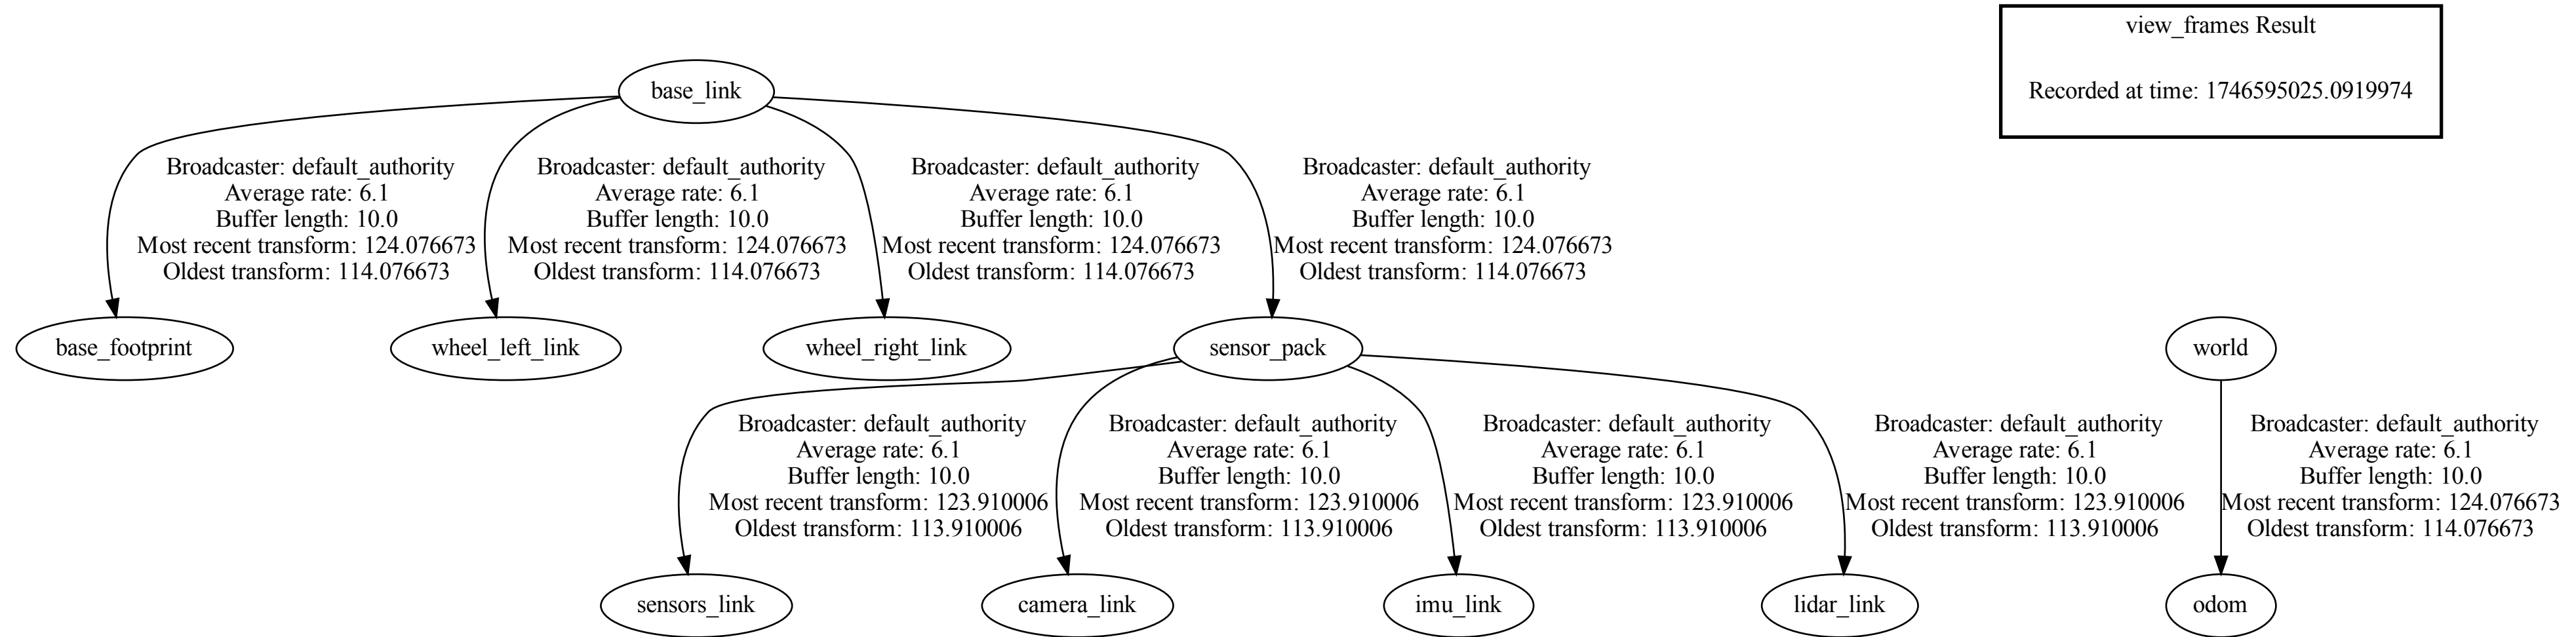 view_frames Result
Recorded at time: 1746595025.0919974
base_link
Broadcaster: default_authority
Average rate: 6.1
Buffer length: 10.0
Most recent transform: 124.076673
Oldest transform: 114.076673
Broadcaster: default_authority
Average rate: 6.1
Buffer length: 10.0
Most recent transform: 124.076673
Oldest transform: 114.076673
Broadcaster: default_authority
Average rate: 6.1
Buffer length: 10.0
Most recent transform: 124.076673
Oldest transform: 114.076673
Broadcaster: default_authority
Average rate: 6.1
Buffer length: 10.0
Most recent transform: 124.076673
Oldest transform: 114.076673
base_footprint
wheel_left_link
wheel_right_link
sensor_pack
world
Broadcaster: default_authority
Average rate: 6.1
Buffer length: 10.0
Most recent transform: 123.910006
Oldest transform: 113.910006
Broadcaster: default_authority
Average rate: 6.1
Buffer length: 10.0
Most recent transform: 123.910006
Oldest transform: 113.910006
Broadcaster: default_authority
Average rate: 6.1
Buffer length: 10.0
Most recent transform: 123.910006
Oldest transform: 113.910006
Broadcaster: default_authority
Average rate: 6.1
Buffer length: 10.0
Most recent transform: 123.910006
Oldest transform: 113.910006
Broadcaster: default_authority
Average rate: 6.1
Buffer length: 10.0
Most recent transform: 124.076673
Oldest transform: 114.076673
sensors_link
camera_link
imu_link
lidar_link
odom